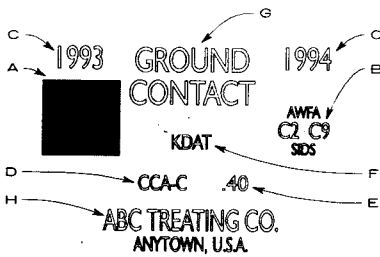 G
C 1993 GROUND 1994 C
A CONTACT B
AWFA
C2 C9
SIDS
KDAT
D CCA-C .40 F
H E
ABC TREATING CO.
ANYTOWN, U.S.A.